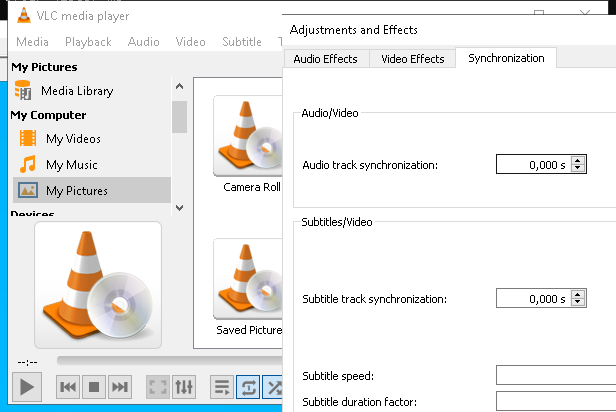 VLC media player
Media Playback Audio Video Subtitle
My Pictures
Media Library
My Computer
My Videos
My Music
My Pictures
Devices
Camera Roll
Saved Picture
--:--
Adjustments and Effects
Audio Effects Video Effects Synchronization
Audio/Video
Audio track synchronization: 0,000 s
Subtitles/Video
Subtitle track synchronization: 0,000 s
Subtitle speed:
Subtitle duration factor: